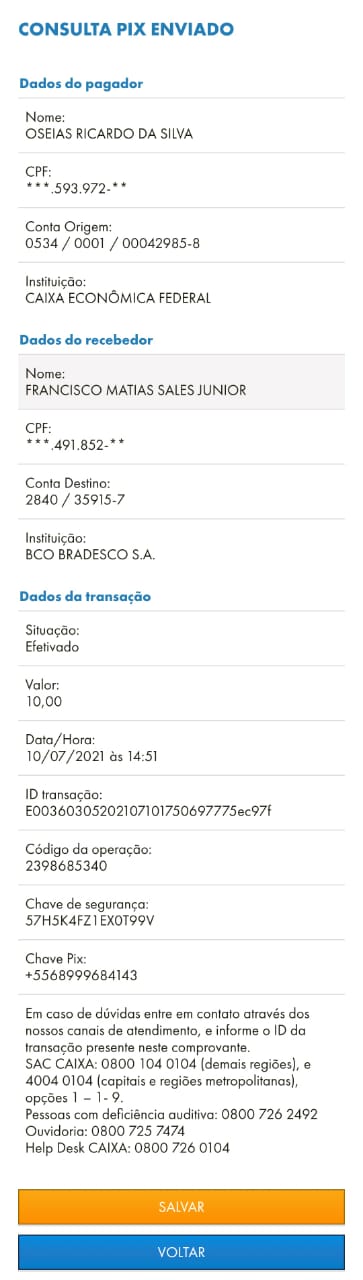 CONSULTA PIX ENVIADO
Dados do pagador
Nome:
OSEIAS RICARDO DA SILVA
CPF:
***.593.972-**
Conta Origem:
0534 / 0001 / 00042985-8
Instituição:
CAIXA ECONÔMICA FEDERAL
Dados do recebedor
Nome:
FRANCISCO MATIAS SALES JUNIOR
CPF:
***.491.852-**
Conta Destino:
2840 / 35915-7
Instituição:
BCO BRADESCO S.A.
Dados da transação
Situação:
Efetivado
Valor:
10,00
Data/Hora:
10/07/2021 às 14:51
ID transação:
E00360305202107101750697775ec97f
Código da operação:
2398685340
Chave de segurança:
57H5K4FZ1EX0T99V
Chave Pix:
+5568999684143
Em caso de dúvidas entre em contato através dos
nossos canais de atendimento, e informe o ID da
transação presente neste comprovante.
SAC CAIXA: 0800 104 0104 (demais regiões), e
4004 0104 (capitais e regiões metropolitanas),
opções 1 – 1- 9.
Pessoas com deficiência auditiva: 0800 726 2492
Ouvidoria: 0800 725 7474
Help Desk CAIXA: 0800 726 0104
SALVAR
VOLTAR